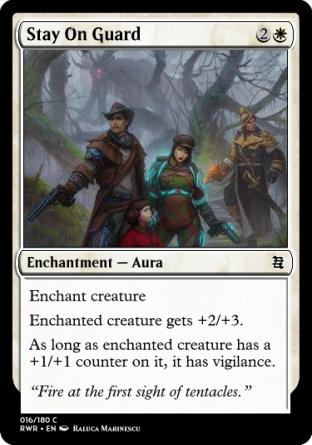 Stay On Guard 2
Enchantment — Aura
Enchant creature
Enchanted creature gets +2/+3.
As long as enchanted creature has a
+1/+1 counter on it, it has vigilance.
“Fire at the first sight of tentacles.”
016/180 C
RWR • EN Raluca Marinescu